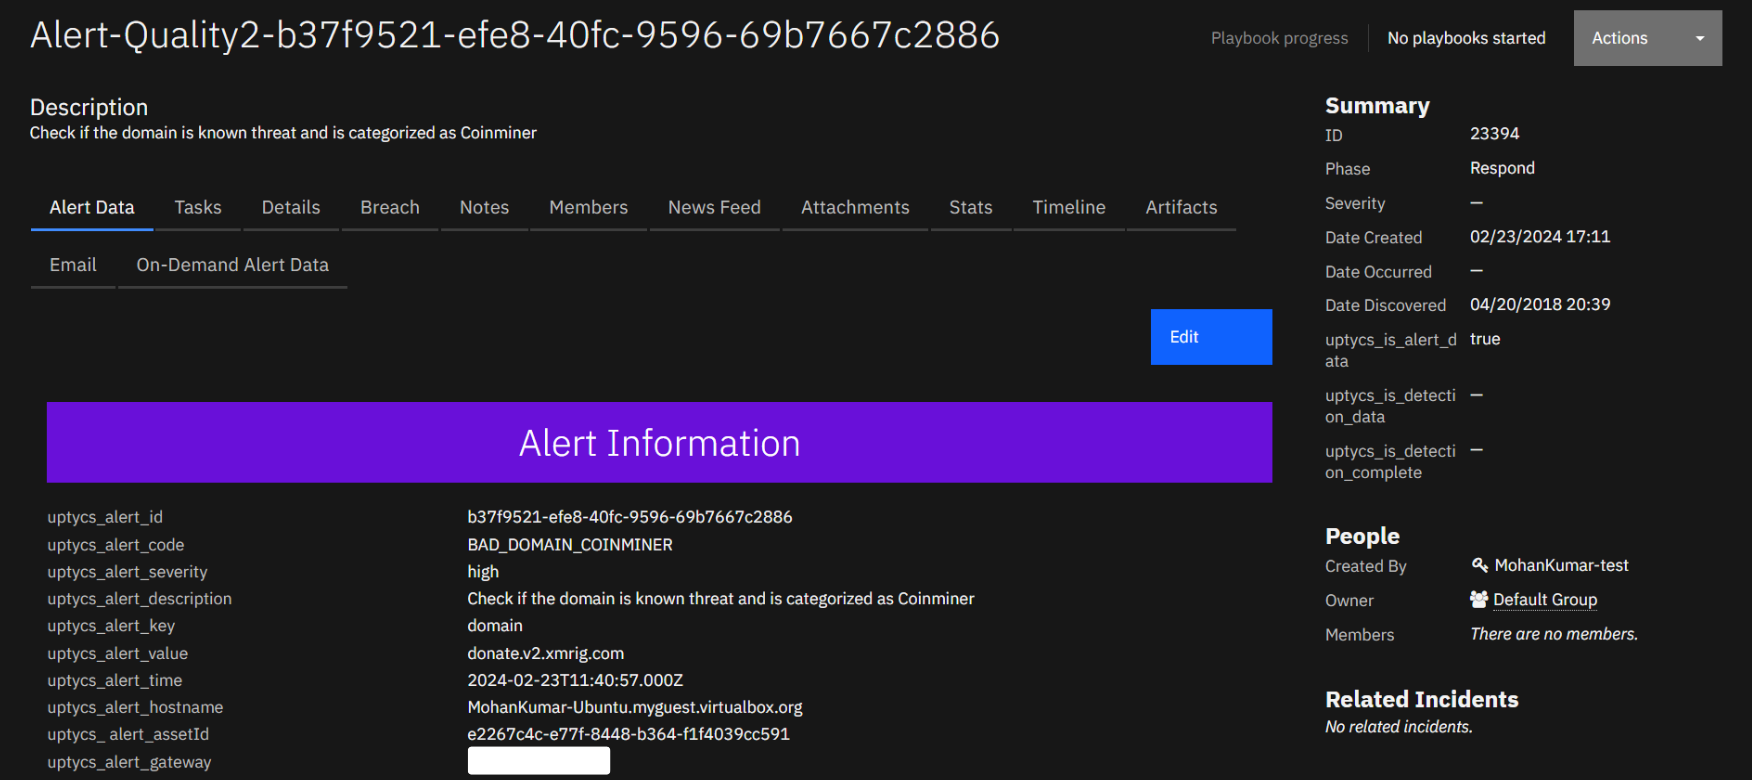 Alert-Quality2-b37f9521-efe8-40fc-9596-69b7667c2886
Playbook progress
No playbooks started
Actions
Description
Check if the domain is known threat and is categorized as Coinminer
Alert Data Tasks Details Breach Notes Members News Feed Attachments Stats Timeline Artifacts
Email On-Demand Alert Data
Edit
Alert Information
uptycs_alert_id b37f9521-efe8-40fc-9596-69b7667c2886
uptycs_alert_code BAD_DOMAIN_COINMINER
uptycs_alert_severity high
uptycs_alert_description Check if the domain is known threat and is categorized as Coinminer
uptycs_alert_key domain
uptycs_alert_value donate.v2.xmrig.com
uptycs_alert_time 2024-02-23T11:40:57.000Z
uptycs_alert_hostname MohanKumar-Ubuntu.myguest.virtualbox.org
uptycs_ alert_assetId e2267c4c-e77f-8448-b364-f1f4039cc591
uptycs_alert_gateway
Summary
ID 23394
Phase Respond
Severity —
Date Created 02/23/2024 17:11
Date Occurred —
Date Discovered 04/20/2018 20:39
uptycs_is_alert_d true
ata
uptycs_is_detecti —
on_data
uptycs_is_detecti —
on_complete
People
Created By MohanKumar-test
Owner Default Group
Members There are no members.
Related Incidents
No related incidents.